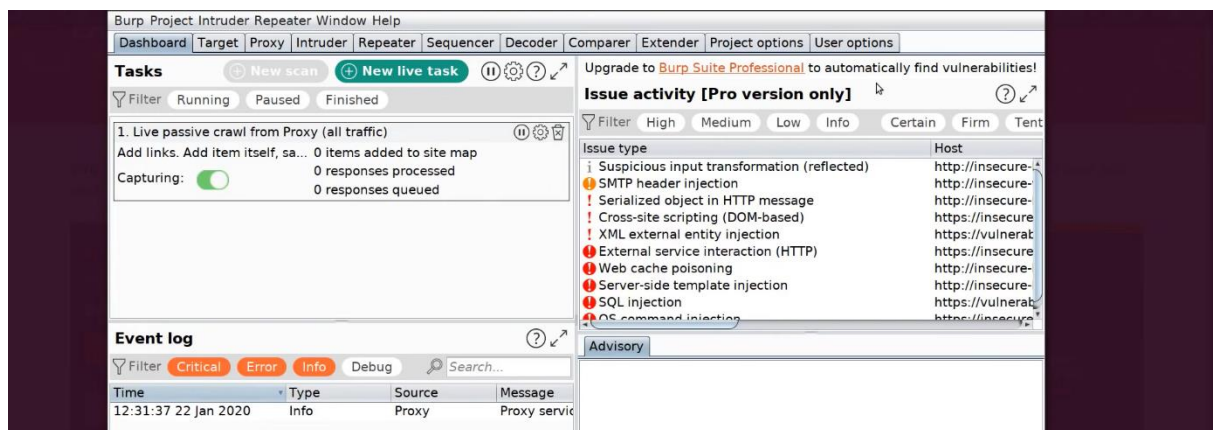 Burp Project Intruder Repeater Window Help
Dashboard Target Proxy Intruder Repeater Sequencer Decoder Comparer Extender Project options User options
Tasks New scan New live task
Filter Running Paused Finished
1. Live passive crawl from Proxy (all traffic)
Add links. Add item itself, sa... 0 items added to site map
Capturing: 0 responses processed
0 responses queued
Event log
Filter Critical Error Info Debug Search...
Time Type Source Message
12:31:37 22 Jan 2020 Info Proxy Proxy servic
Upgrade to Burp Suite Professional to automatically find vulnerabilities!
Issue activity [Pro version only]
Filter High Medium Low Info Certain Firm Tent
Issue type Host
Suspicious input transformation (reflected) http://insecure-
SMTP header injection http://insecure-
Serialized object in HTTP message http://insecure-
Cross-site scripting (DOM-based) https://insecure
XML external entity injection https://vulnerab
External service interaction (HTTP) https://insecure
Web cache poisoning http://insecure-
Server-side template injection http://insecure-
SQL injection https://vulnerab
OS command injection https://insecure
Advisory